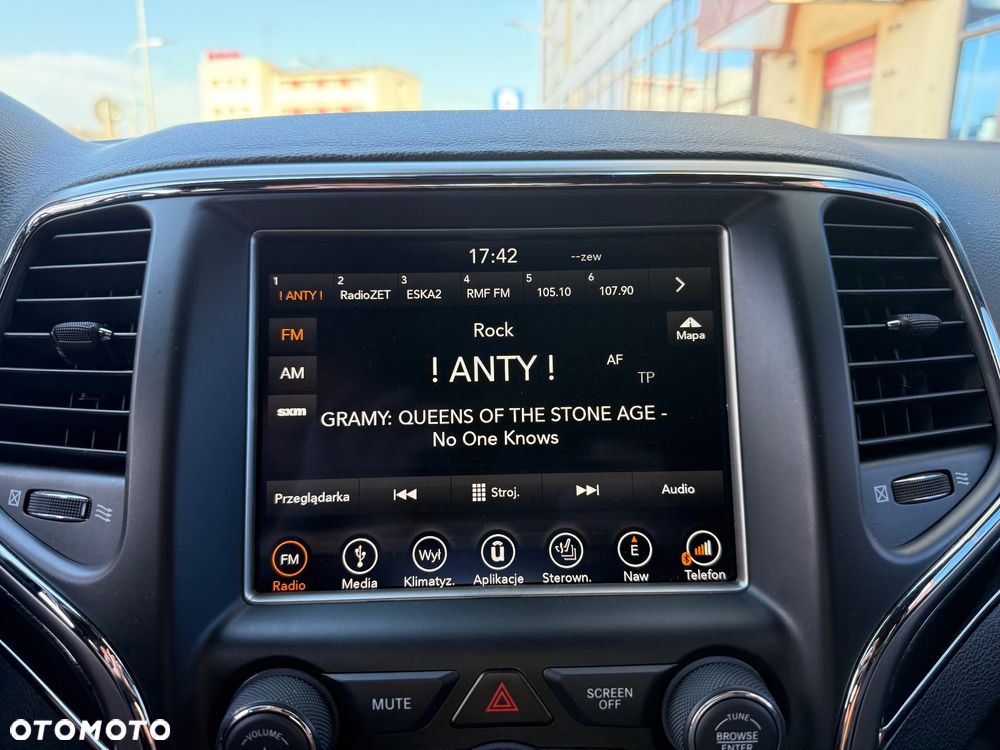 17:42 --zew
1 2 3 4 5 6
! ANTY ! RadioZET ESKA2 RMF FM 105.10 107.90
FM
Rock
Mapa
AM
! ANTY !
AF
TP
sxm
GRAMY: QUEENS OF THE STONE AGE -
No One Knows
Przeglądarka Stroj. Audio
FM Wył û E
Radio Media Klimatyz. Aplikacje Sterown. Naw Telefon
MUTE SCREEN
OFF
VOLUME TUNE
BROWSE
ENTER
OTOMOTO